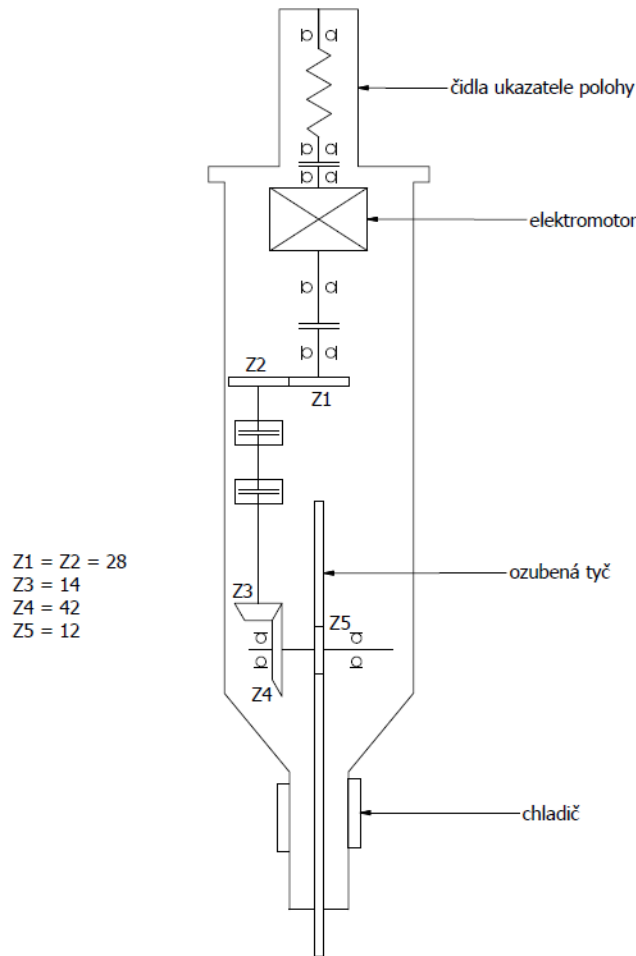 čidla ukazatele polohy
elektromotor
Z2
Z1
Z1 = Z2 = 28
Z3 = 14
Z4 = 42
Z5 = 12
ozubená tyč
Z3
Z5
Z4
chladič